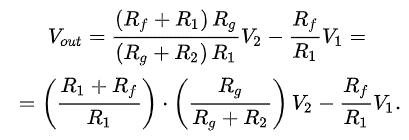 V_{out} = \frac{(R_f + R_1) R_g}{(R_g + R_2) R_1} V_2 - \frac{R_f}{R_1} V_1 =
= \left( \frac{R_1 + R_f}{R_1} \right) \cdot \left( \frac{R_g}{R_g + R_2} \right) V_2 - \frac{R_f}{R_1} V_1.